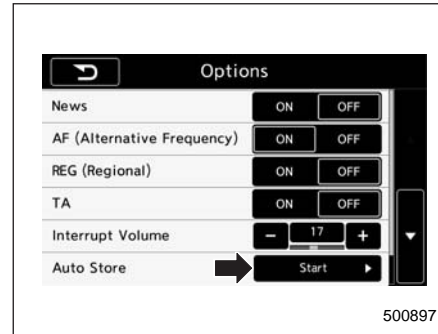 Options
News ON OFF
AF (Alternative Frequency) ON OFF
REG (Regional) ON OFF
TA ON OFF
Interrupt Volume − 17 +
Auto Store Start
500897